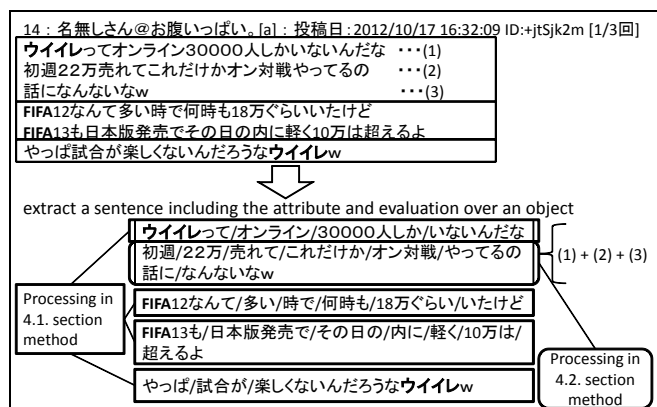 14 : 名無しさん@お腹いっぱい。[a] : 投稿日 : 2012/10/17 16:32:09 ID:+jtSjk2m [1/3回]
ウイイレってオンライン30000人しかいないんだな ・・・(1)
初週22万売れてこれだけかオン対戦やってるの ・・・(2)
話になんないなw ・・・(3)
FIFA12なんて多い時で何時も18万ぐらいいたけど
FIFA13も日本版発売でその日の内に軽く10万は超えるよ
やっぱ試合が楽しくないんだろうなウイイレw
extract a sentence including the attribute and evaluation over an object
ウイイレって/オンライン/30000人しか/いないんだな
初週/22万/売れて/これだけか/オン対戦/やってるの
話に/なんないなw
(1) + (2) + (3)
Processing in
4.1. section
method
FIFA12なんて/多い/時で/何時も/18万ぐらい/いたけど
FIFA13も/日本版発売で/その日の/内に/軽く/10万は/
超えるよ
やっぱ/試合が/楽しくないんだろうなウイイレw
Processing in
4.2. section
method